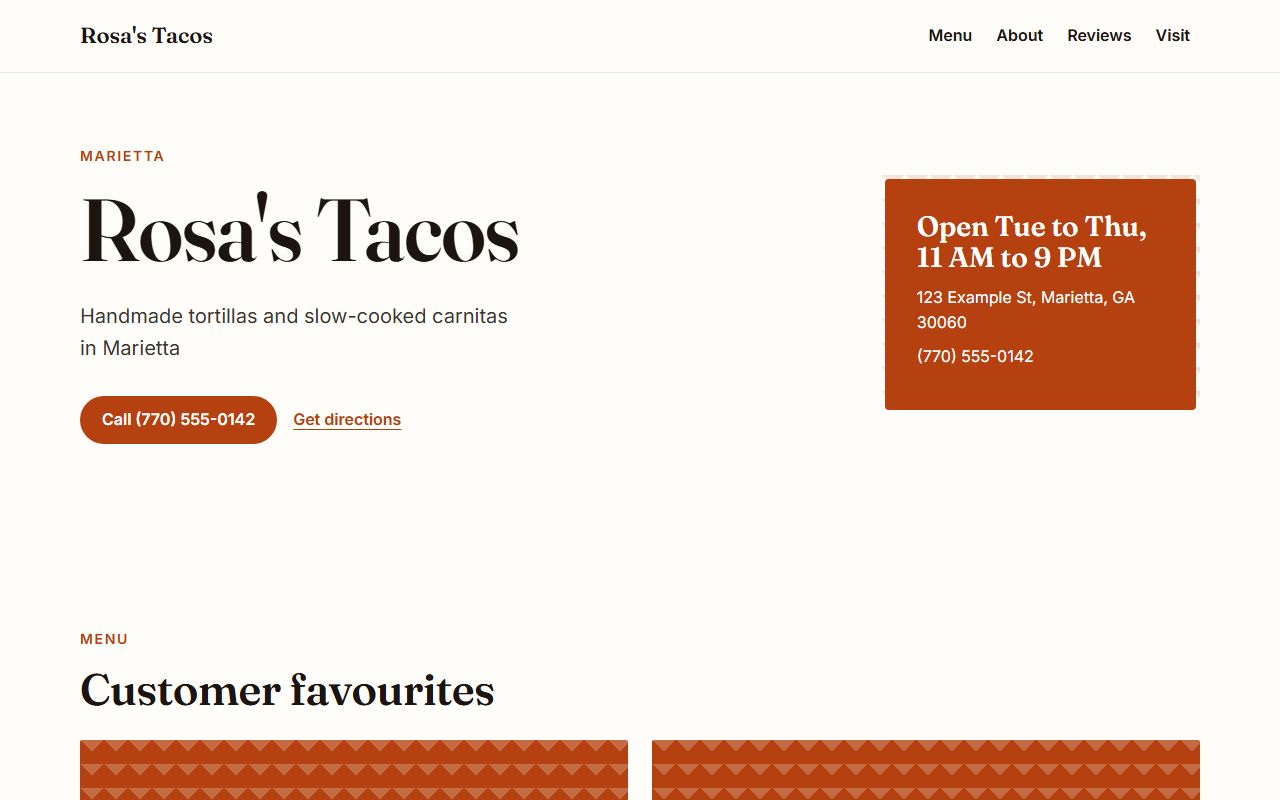 Rosa's Tacos
Menu
About
Reviews
Visit
MARIETTA
Rosa's Tacos
Handmade tortillas and slow-cooked carnitas
in Marietta
Call (770) 555-0142
Get directions
Open Tue to Thu,
11 AM to 9 PM
123 Example St, Marietta, GA
30060
(770) 555-0142
MENU
Customer favourites